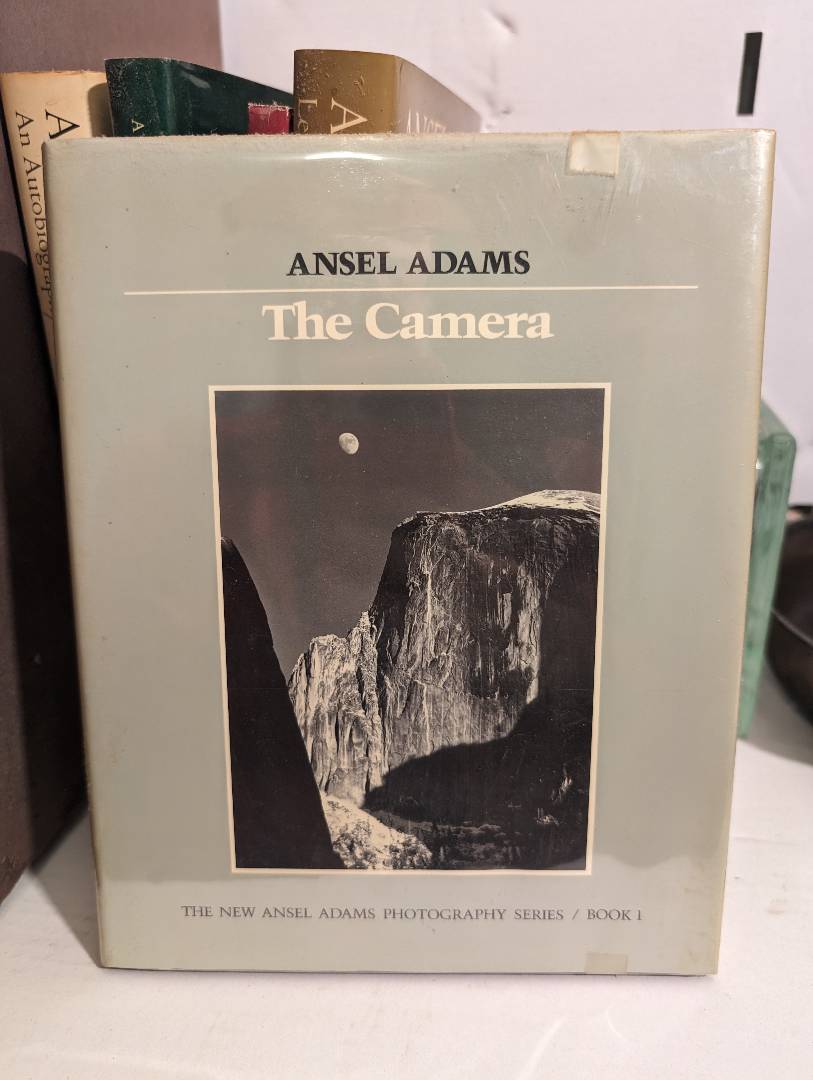 An Autobiography
ANSEL ADAMS
The Camera
THE NEW ANSEL ADAMS PHOTOGRAPHY SERIES / BOOK 1